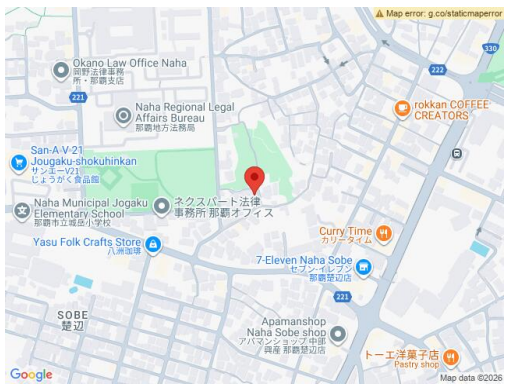 Map error: g.co/staticmaperror
330
Okano Law Office Naha
岡野法律事務
所・那覇支店
222
221
Naha Regional Legal
Affairs Bureau
那覇地方法務局
rokkan COFFEE
CREATORS
San-A V-21
Jougaku-shokuhinkan
サンエーV21
じょうがく食品館
Naha Municipal Jogaku
Elementary School
那覇市立城岳小学校
ネクスパート法律
事務所 那覇オフィス
Curry Time
カリータイム
Yasu Folk Crafts Store
八洲珈琲
7-Eleven Naha Sobe
セブン-イレブン
那覇楚辺店
221
SOBE
楚辺
Apamanshop
Naha Sobe shop
アパマンショップ 中部
興産 那覇楚辺店
トーエ洋菓子店
Pastry shop
Google
Map data ©2026